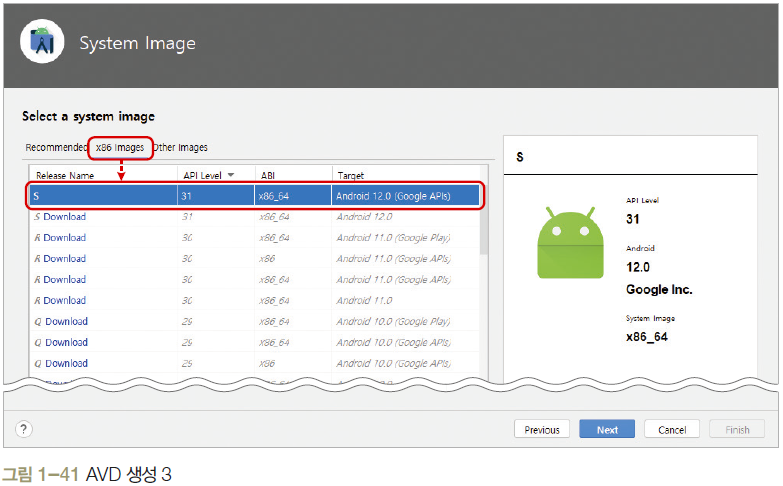 System Image
Select a system image
Recommended x86 Images Other Images
Release Name API Level ABI Target
S 31 x86_64 Android 12.0 (Google APIs)
S Download 31 x86_64 Android 12.0
R Download 30 x86_64 Android 11.0 (Google Play)
R Download 30 x86 Android 11.0 (Google APIs)
R Download 30 x86_64 Android 11.0 (Google APIs)
R Download 30 x86_64 Android 11.0
Q Download 29 x86_64 Android 10.0 (Google Play)
Q Download 29 x86_64 Android 10.0 (Google APIs)
Q Download 29 x86 Android 10.0 (Google APIs)
S
API Level
31
Android
12.0
Google Inc.
System Image
x86_64
? Previous Next Cancel Finish
그림 1-41 AVD 생성 3